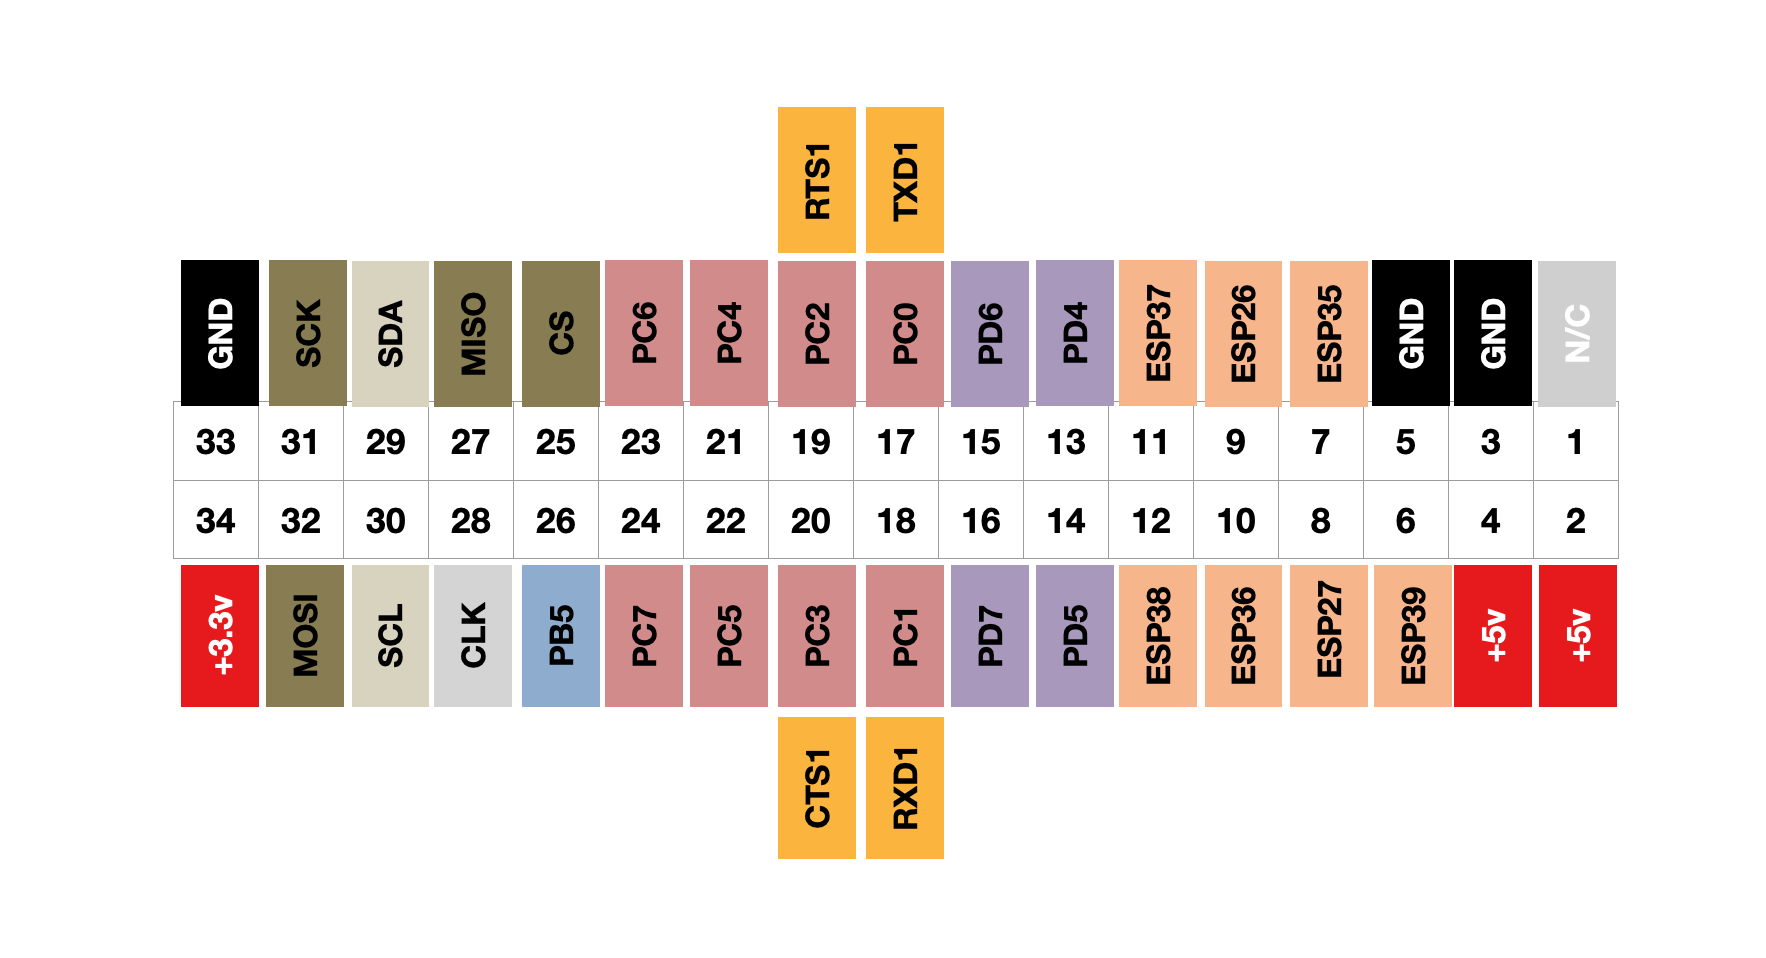 RTS1 TXD1
GND SCK SDA MISO CS PC6 PC4 PC2 PC0 PD6 PD4 ESP37 ESP26 ESP35 GND GND N/C
33 31 29 27 25 23 21 19 17 15 13 11 9 7 5 3 1
34 32 30 28 26 24 22 20 18 16 14 12 10 8 6 4 2
+3.3v MOSI SCL CLK PB5 PC7 PC5 PC3 PC1 PD7 PD5 ESP38 ESP36 ESP27 ESP39 +5v +5v
CTS1 RXD1